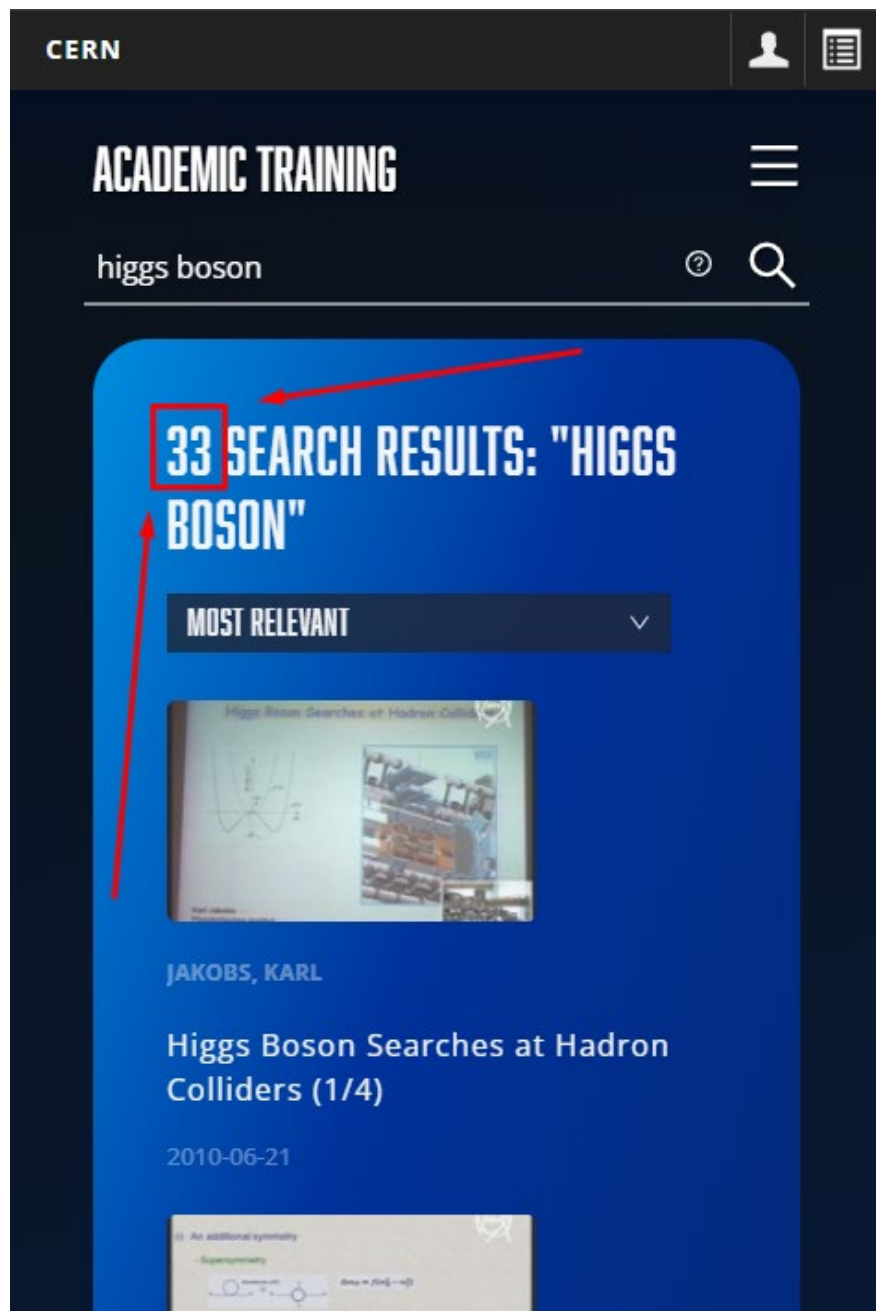 CERN
ACADEMIC TRAINING
higgs boson
33 SEARCH RESULTS: "HIGGS
BOSON"
MOST RELEVANT
Higgs Boson Searches at Hadron
JAKOBS, KARL
Higgs Boson Searches at Hadron
Colliders (1/4)
2010-06-21
An additional symmetry
- Supersymmetry